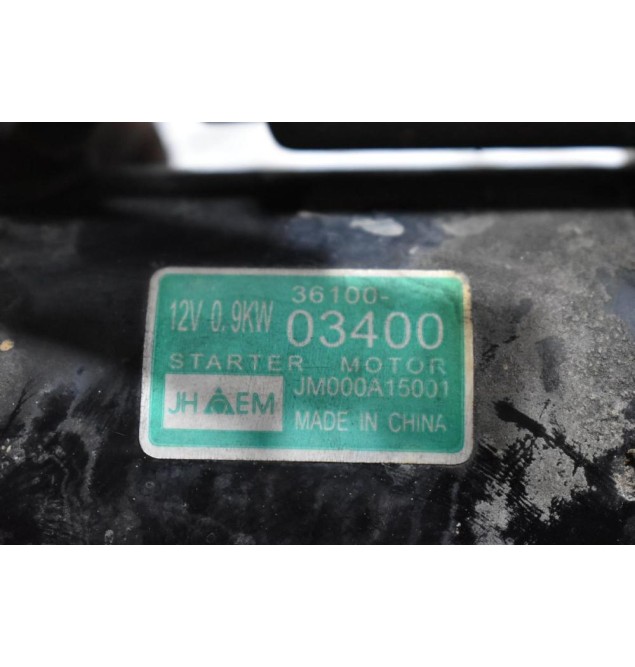 36100-
12V 0.9KW 03400
STARTER MOTOR
JM000A15001
JH EM
MADE IN CHINA